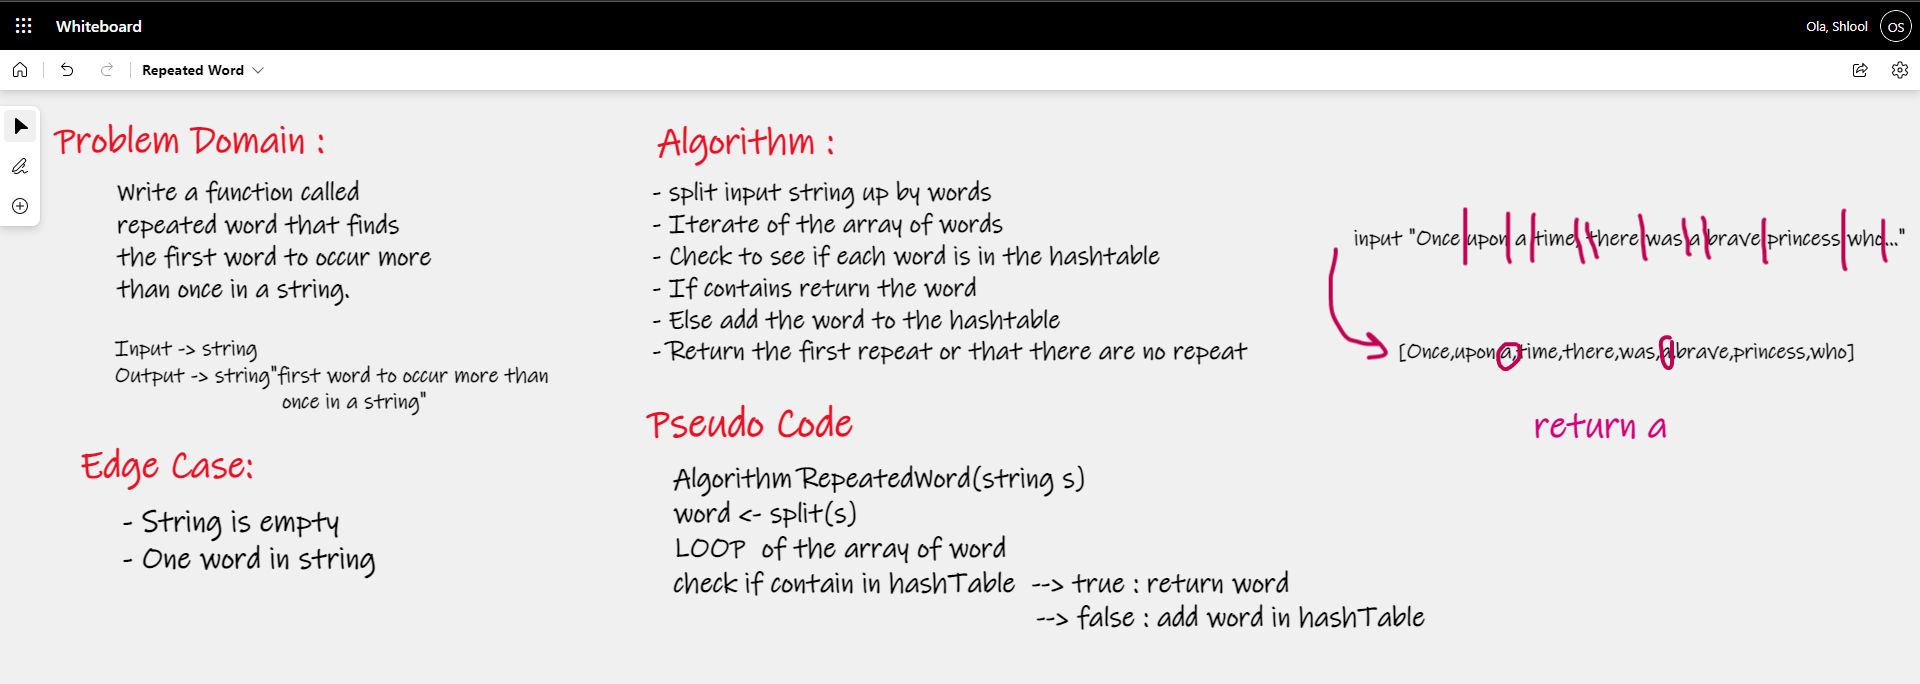 Whiteboard
Ola, Shlool
OS
Repeated Word
Problem Domain :
Write a function called
repeated word that finds
the first word to occur more
than once in a string.
Input -> string
Output -> string"first word to occur more than
once in a string"
Edge Case:
- String is empty
- One word in string
Algorithm :
- split input string up by words
- Iterate of the array of words
- Check to see if each word is in the hashtable
- If contains return the word
- Else add the word to the hashtable
- Return the first repeat or that there are no repeat
Pseudo Code
Algorithm RepeatedWord(string s)
word <- split(s)
LOOP of the array of word
check if contain in hashTable --> true : return word
--> false : add word in hashTable
input "Once upon a time, there was a brave princess who..."
[Once,upon,a,time,there,was,a,brave,princess,who]
return a